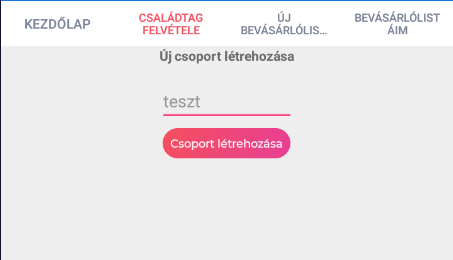 KEZDŐLAP
CSALÁDTAG
FELVÉTELE
ÚJ
BEVÁSÁRLÓLIS...
BEVÁSÁRLÓLIST
ÁIM
Új csoport létrehozása
teszt
Csoport létrehozása